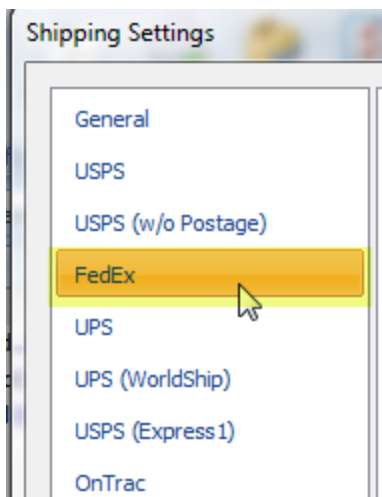 Shipping Settings
General
USPS
USPS (w/o Postage)
FedEx
UPS
UPS (WorldShip)
USPS (Express1)
OnTrac